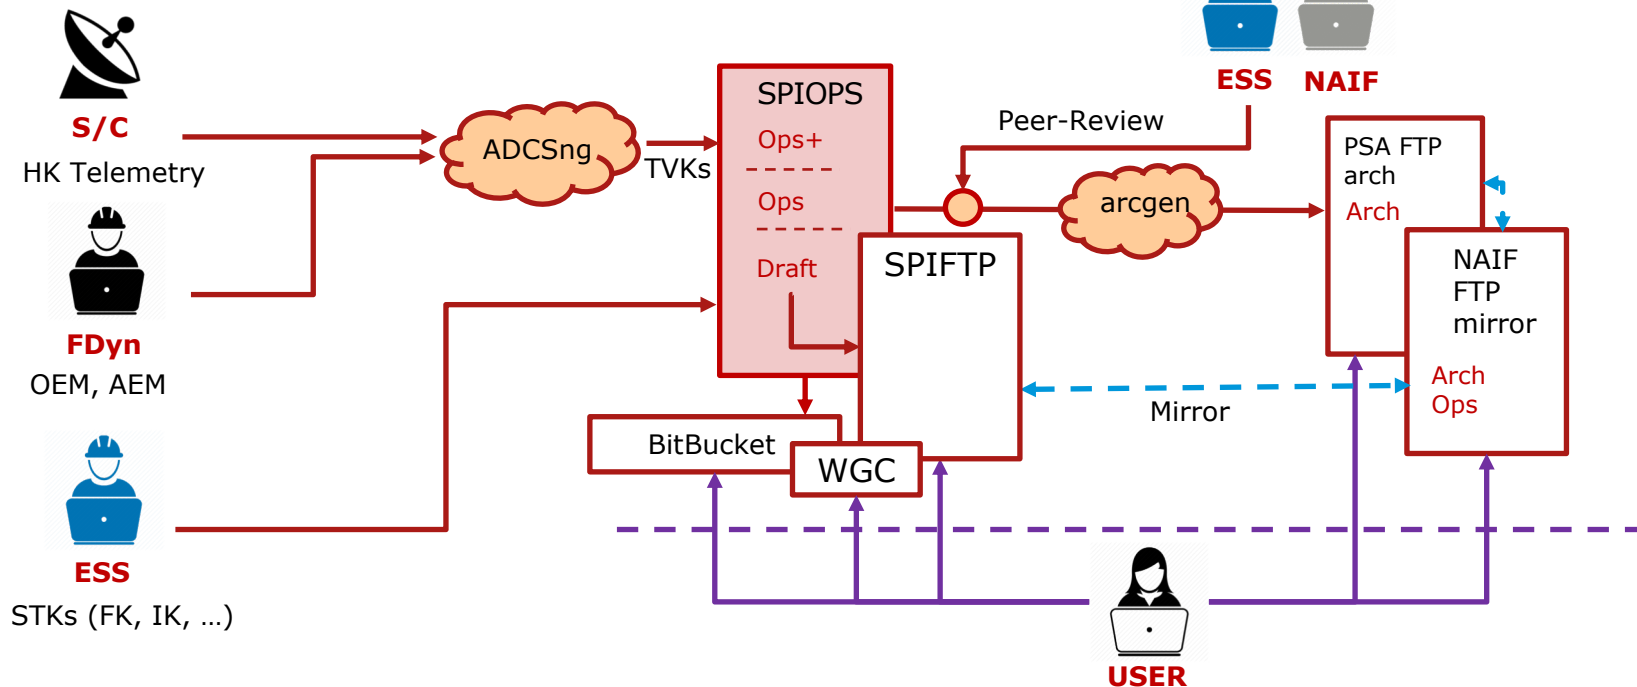 S/C
HK Telemetry
FDyn
OEM, AEM
ESS
STKs (FK, IK, ...)
ADCSng
TVKs
SPIOPS
Ops+
Ops
Draft
SPIFTP
BitBucket
WGC
Peer-Review
ESS
NAIF
arcgen
PSA FTP
arch
Arch
NAIF
FTP
mirror
Arch
Ops
Mirror
USER